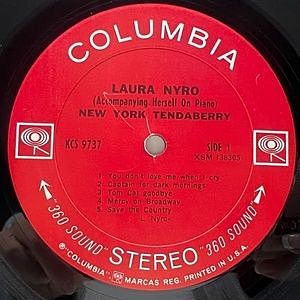 COLUMBIA
LAURA NYRO
(Accompanying Herself On Piano)
NEW YORK TENDABERRY
KCS 9737
SIDE 1
XSM 138305
1. You don't love me when I cry
2. Captain for dark mornings
3. Tom Cat goodbye
4. Mercy on Broadway
5. Save the Country
L. Nyro
"360 SOUND" STEREO "360 SOUND"
® "COLUMBIA", MARCAS REG. PRINTED IN U.S.A.